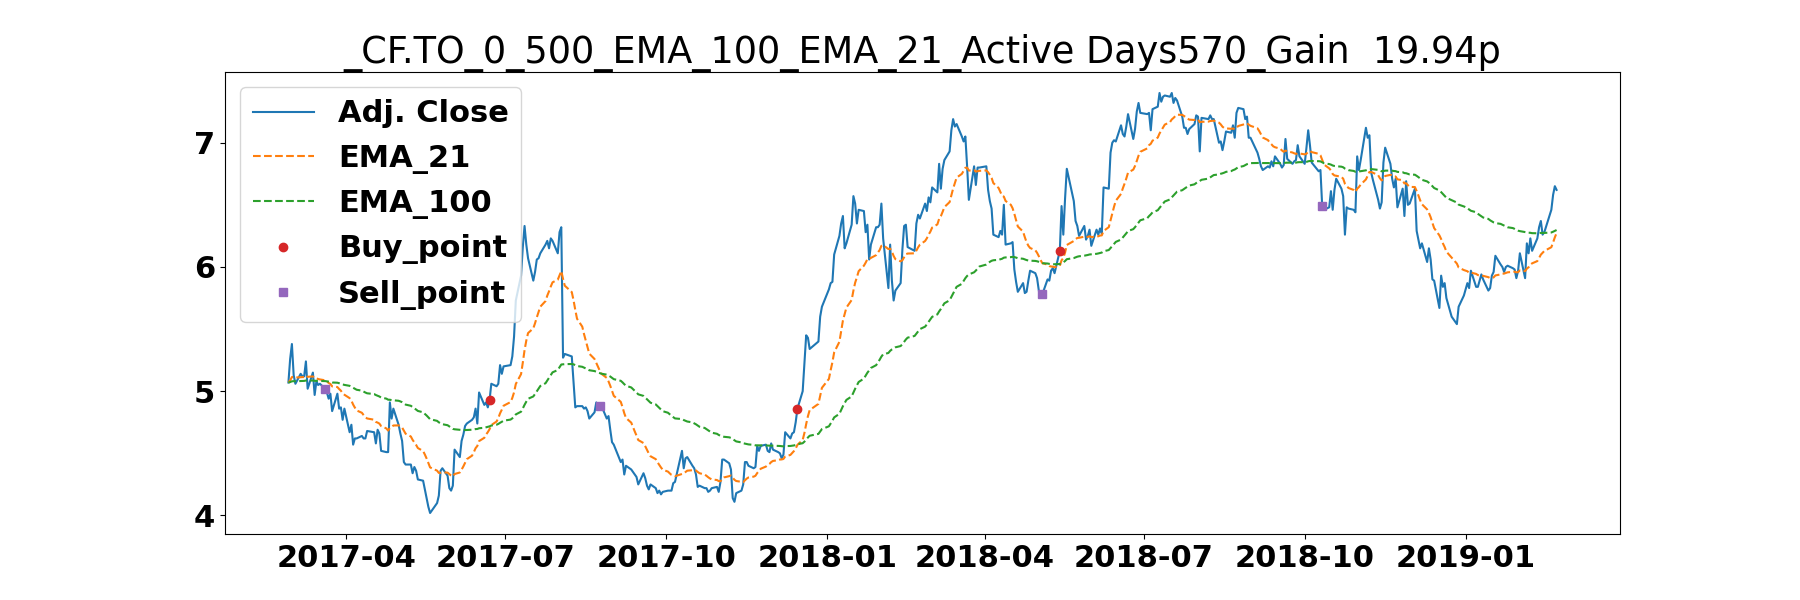 _CF.TO_0_500_EMA_100_EMA_21_Active Days570_Gain  19.94p
Adj. Close
EMA_21
EMA_100
Buy_point
Sell_point
7
6
5
4
2017-04 2017-07 2017-10 2018-01 2018-04 2018-07 2018-10 2019-01